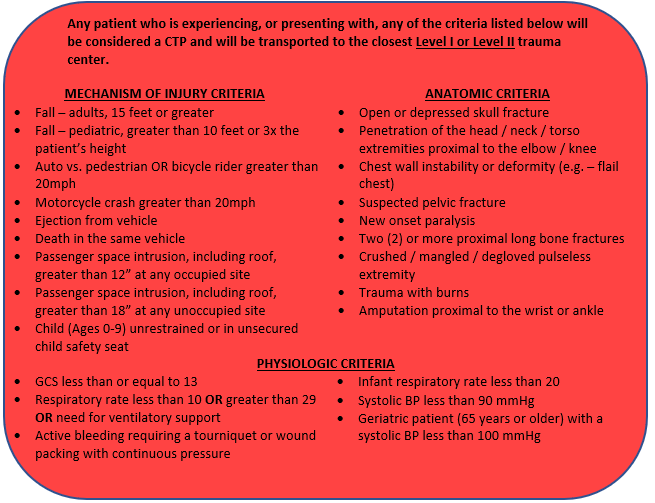 Any patient who is experiencing, or presenting with, any of the criteria listed below will
be considered a CTP and will be transported to the closest Level I or Level II trauma
center.
MECHANISM OF INJURY CRITERIA
• Fall – adults, 15 feet or greater
• Fall – pediatric, greater than 10 feet or 3x the
patient’s height
• Auto vs. pedestrian OR bicycle rider greater than
20mph
• Motorcycle crash greater than 20mph
• Ejection from vehicle
• Death in the same vehicle
• Passenger space intrusion, including roof,
greater than 12” at any occupied site
• Passenger space intrusion, including roof,
greater than 18” at any unoccupied site
• Child (Ages 0-9) unrestrained or in unsecured
child safety seat
ANATOMIC CRITERIA
• Open or depressed skull fracture
• Penetration of the head / neck / torso
extremities proximal to the elbow / knee
• Chest wall instability or deformity (e.g. – flail
chest)
• Suspected pelvic fracture
• New onset paralysis
• Two (2) or more proximal long bone fractures
• Crushed / mangled / degloved pulseless
extremity
• Trauma with burns
• Amputation proximal to the wrist or ankle
PHYSIOLOGIC CRITERIA
• GCS less than or equal to 13
• Respiratory rate less than 10 OR greater than 29
OR need for ventilatory support
• Active bleeding requiring a tourniquet or wound
packing with continuous pressure
• Infant respiratory rate less than 20
• Systolic BP less than 90 mmHg
• Geriatric patient (65 years or older) with a
systolic BP less than 100 mmHg